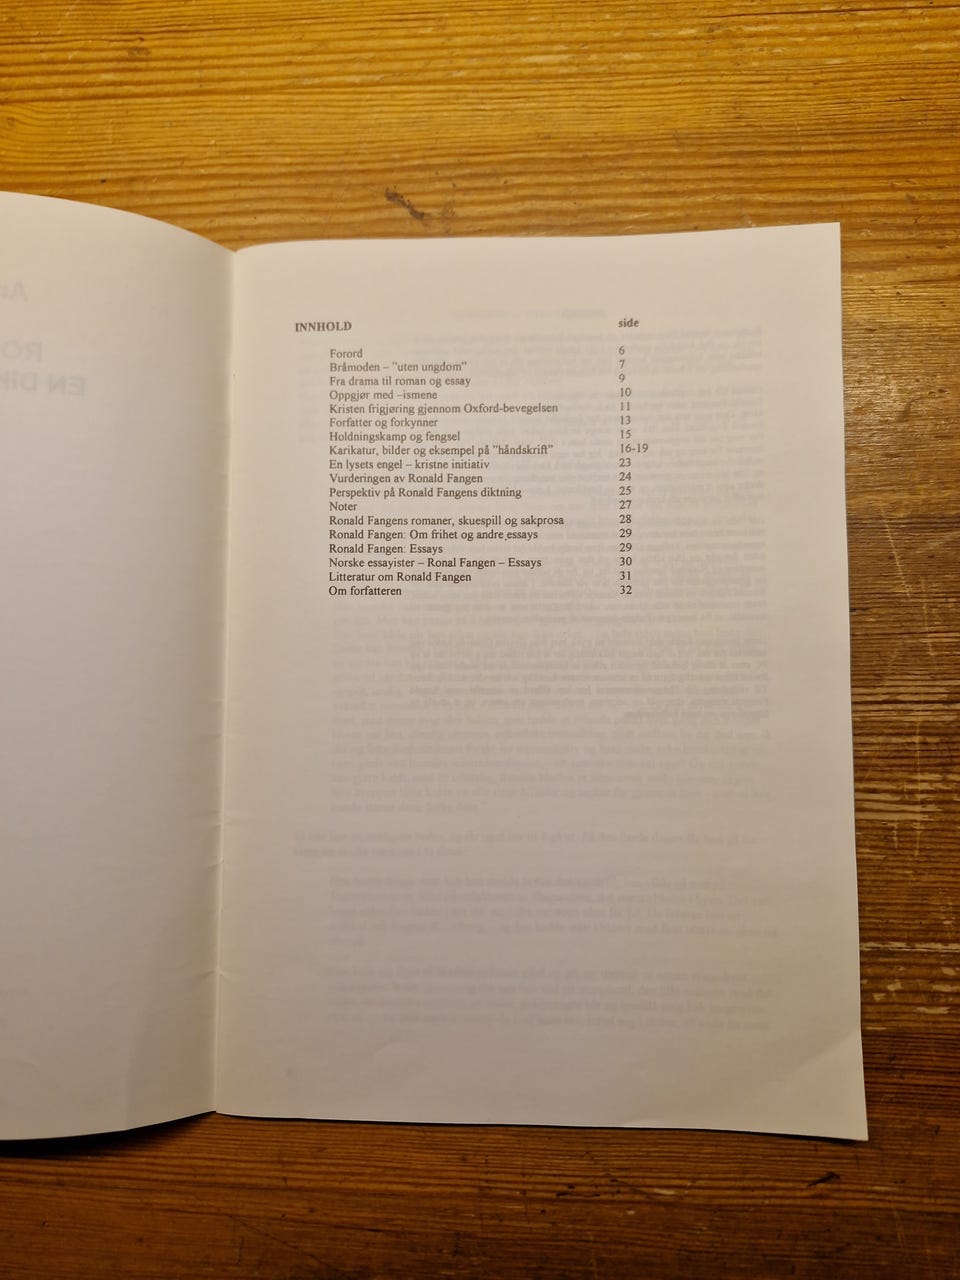 INNHOLD side
Forord 6
Bråmoden – "uten ungdom" 7
Fra drama til roman og essay 9
Oppgjør med –ismene 10
Kristen frigjøring gjennom Oxford-bevegelsen 11
Forfatter og forkynner 13
Holdningskamp og fengsel 15
Karikatur, bilder og eksempel på "håndskrift" 16-19
En lysets engel – kristne initiativ 23
Vurderingen av Ronald Fangen 24
Perspektiv på Ronald Fangens diktning 25
Noter 27
Ronald Fangens romaner, skuespill og sakprosa 28
Ronald Fangen: Om frihet og andre essays 29
Ronald Fangen: Essays 29
Norske essayister – Ronal Fangen – Essays 30
Litteratur om Ronald Fangen 31
Om forfatteren 32